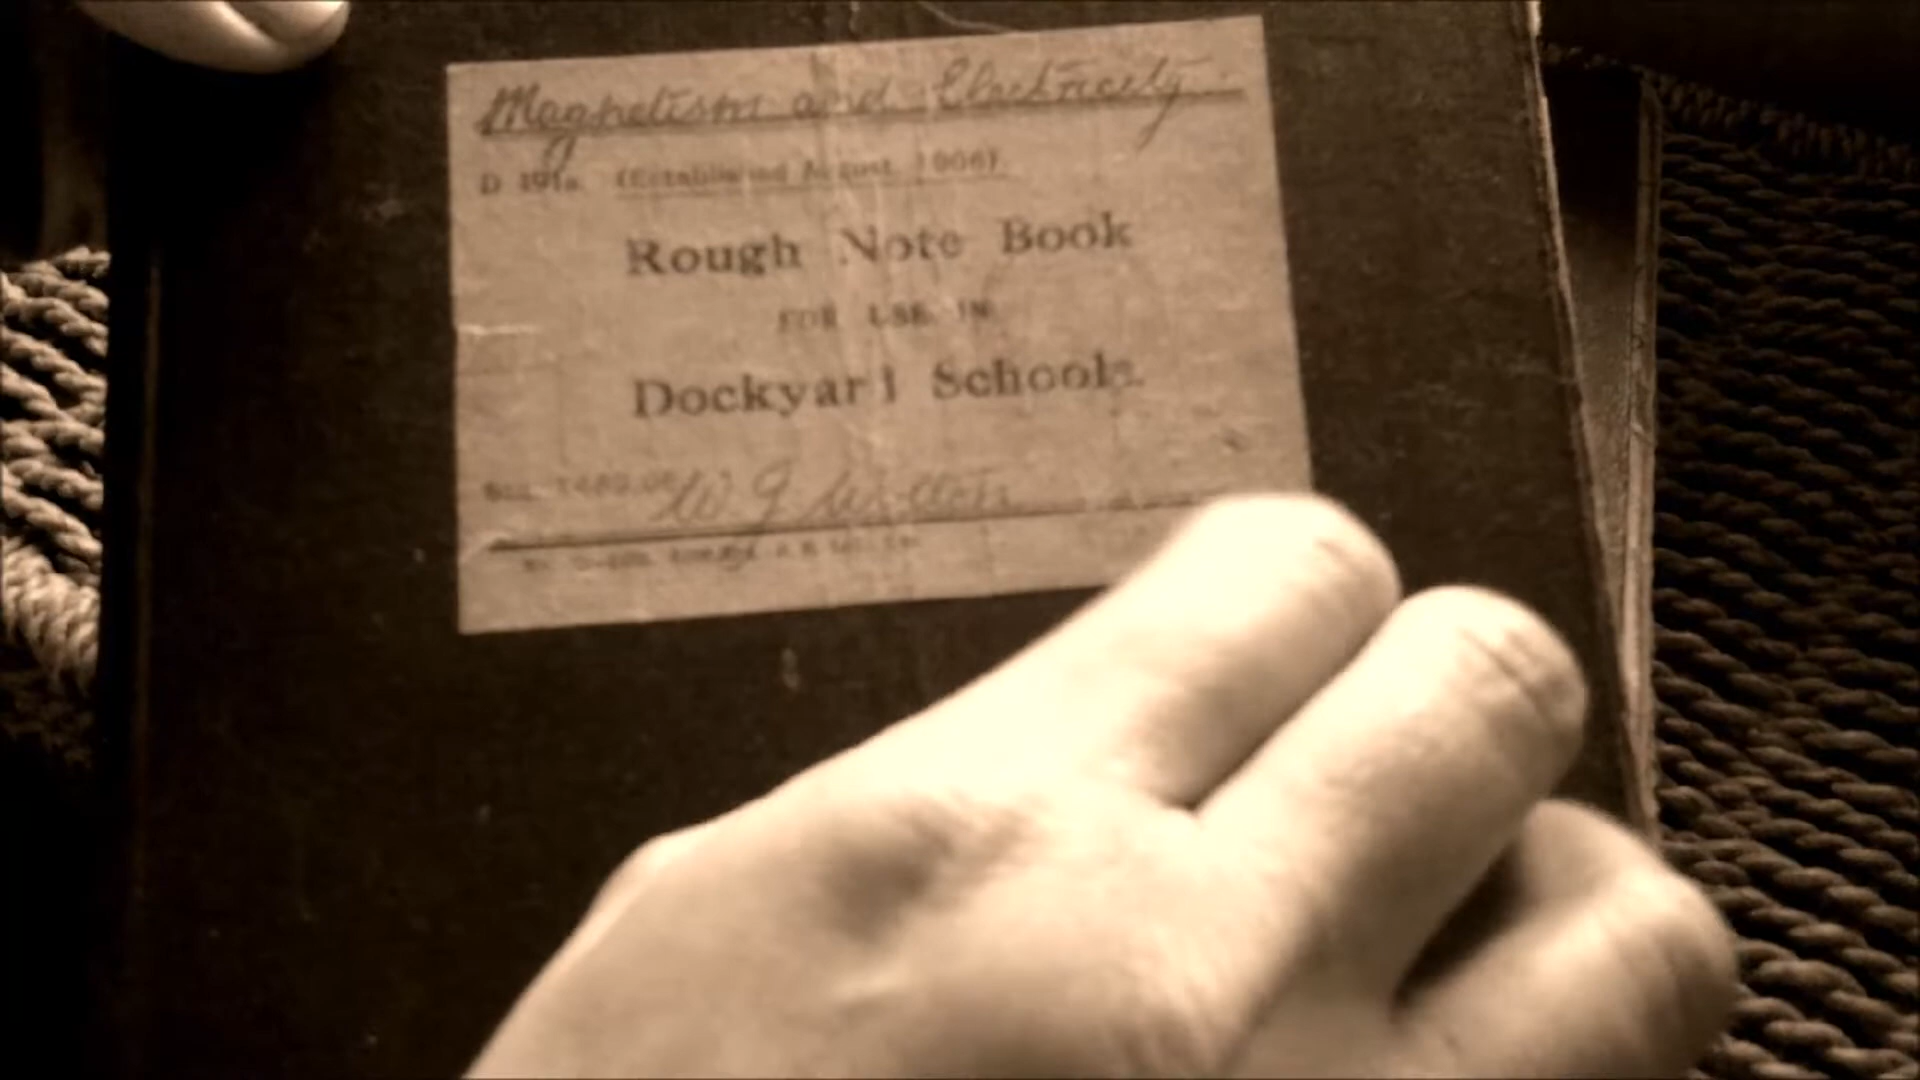 Magnetism and Electricity.
D 191a. (Established August, 1906).
Rough Note Book
FOR USE IN
Dockyard Schools.
W G